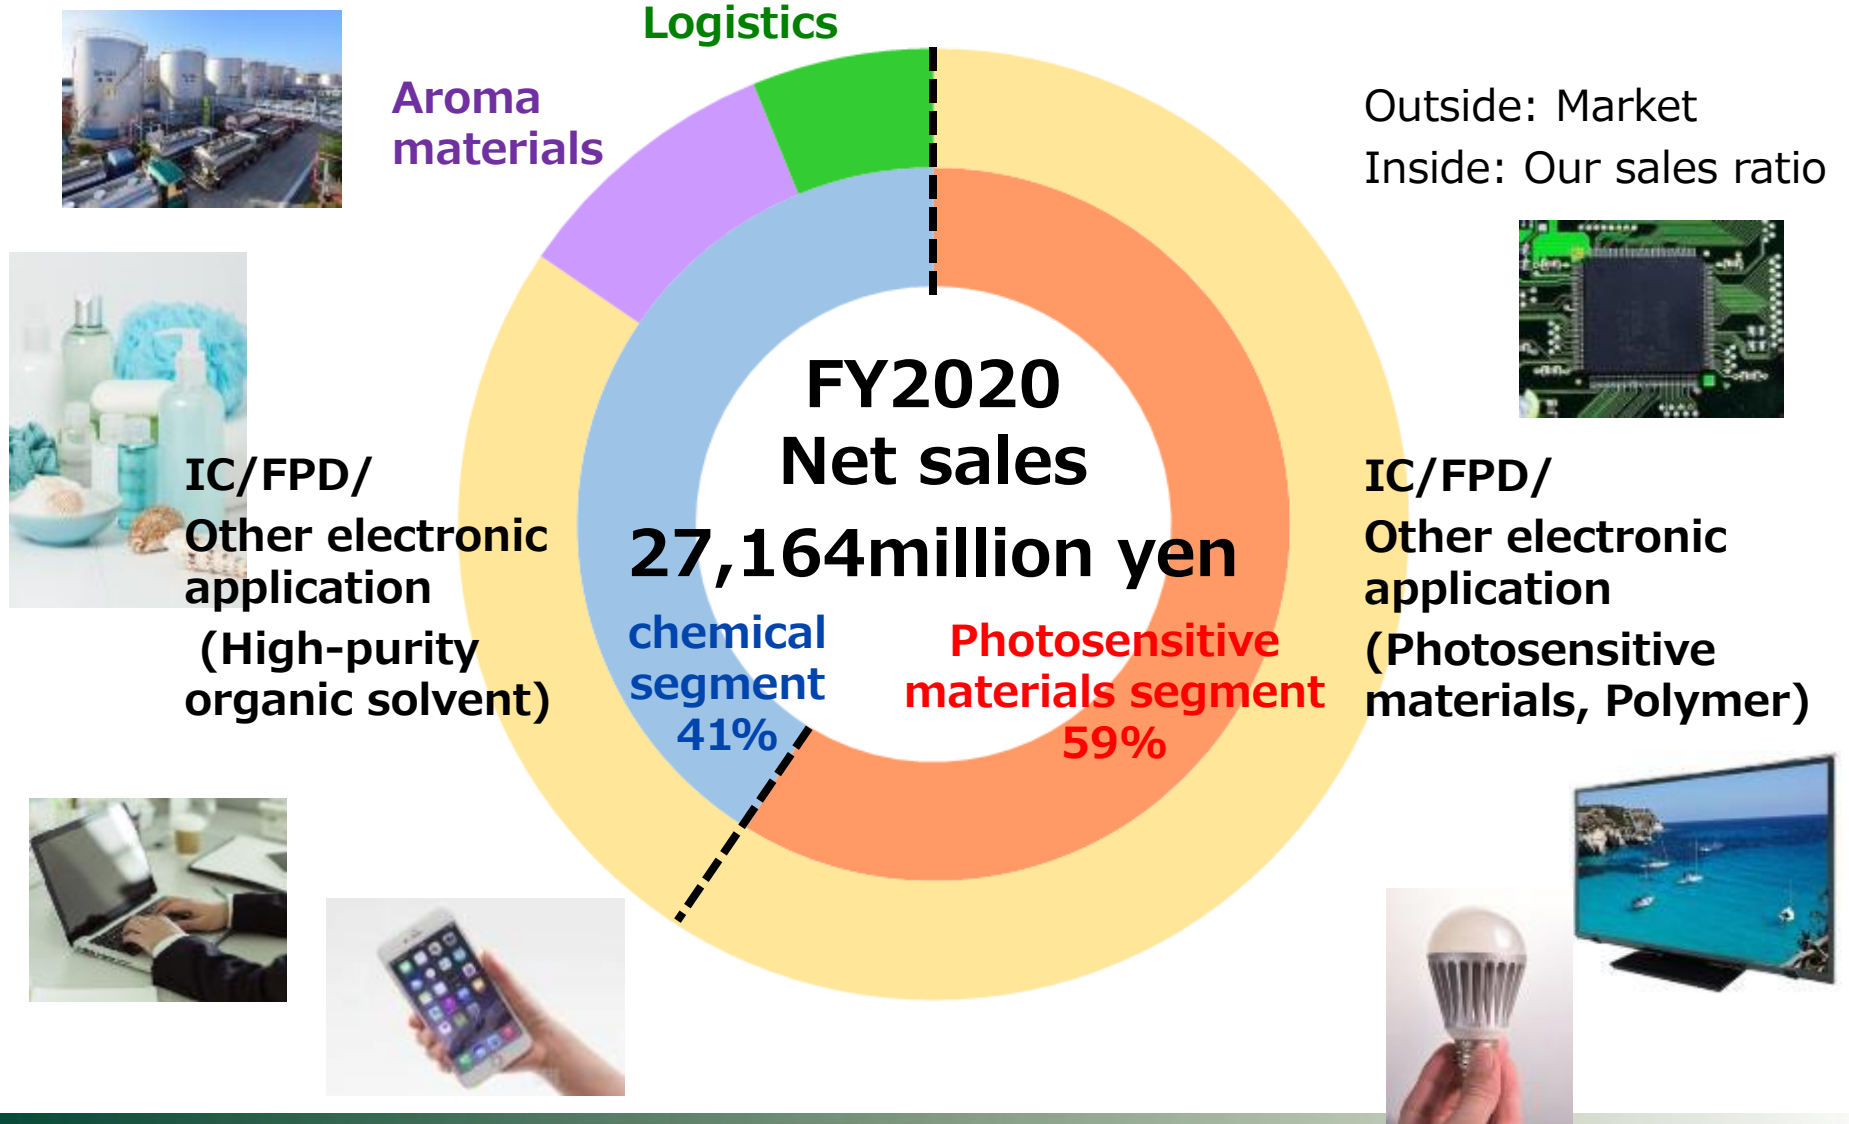 Logistics
Aroma
materials
Outside: Market
Inside: Our sales ratio
FY2020
Net sales
27,164million yen
chemical
segment
41%
Photosensitive
materials segment
59%
IC/FPD/
Other electronic
application
(High-purity
organic solvent)
IC/FPD/
Other electronic
application
(Photosensitive
materials, Polymer)